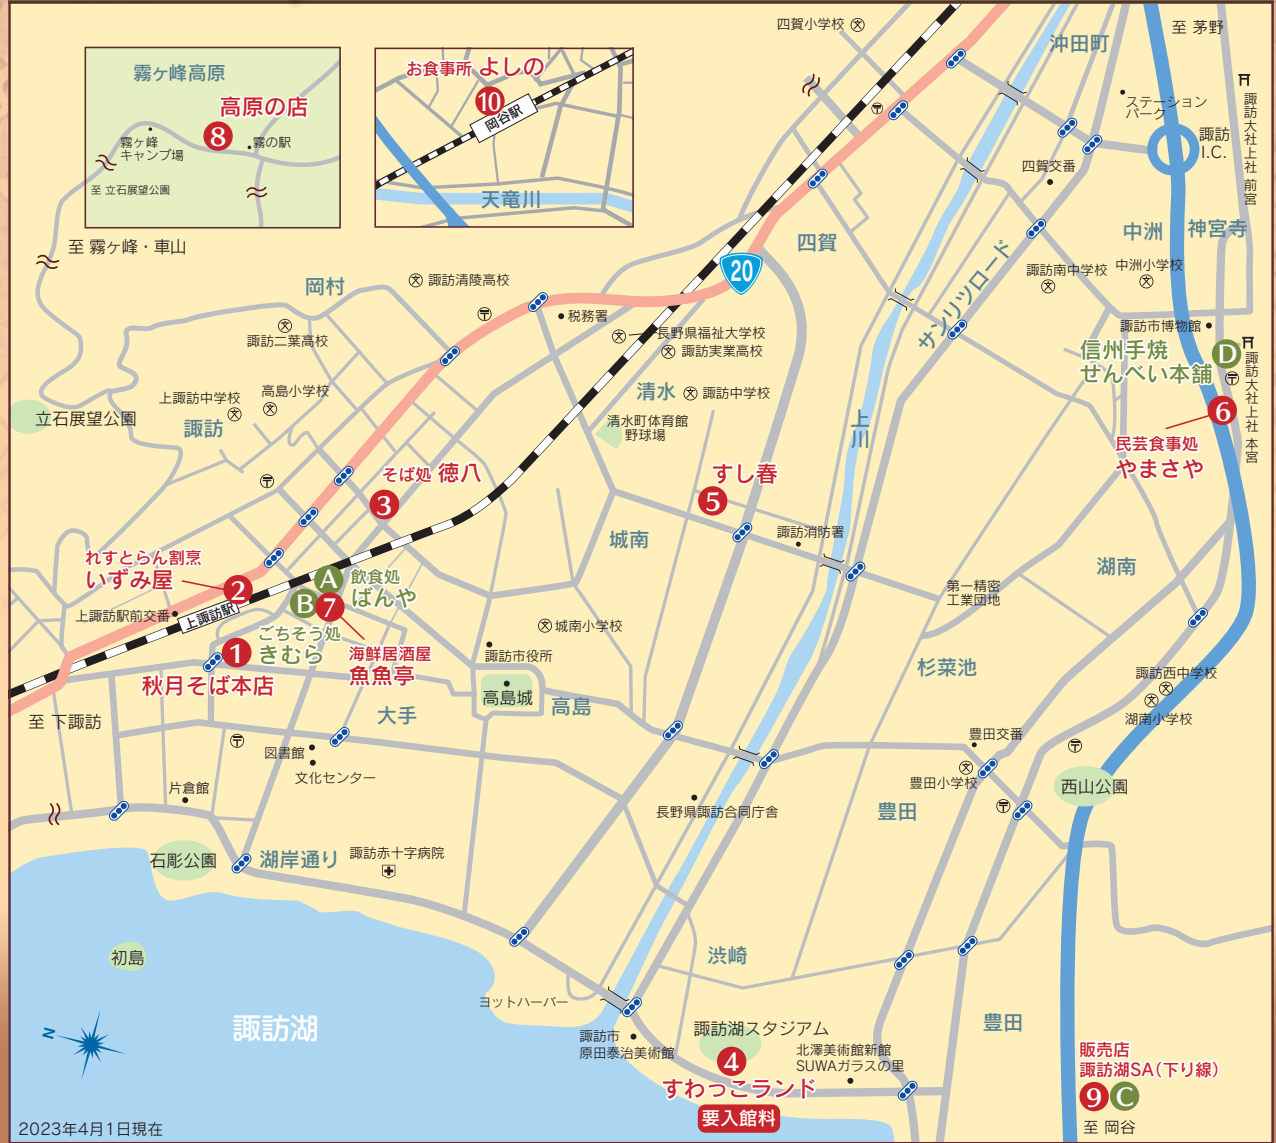 四賀小学校
沖田町
至 茅野
霧ヶ峰高原
高原の店
8
霧ヶ峰
キャンプ場
霧の駅
至 立石展望公園
お食事所 よしの
10
岡谷駅
天竜川
ステーション
パーク
諏訪
I.C.
諏訪大社上社 前宮
四賀交番
中洲
神宮寺
四賀
20
サンリツロード
諏訪南中学校
中洲小学校
至 霧ヶ峰・車山
岡村
諏訪清陵高校
税務署
長野県福祉大学校
諏訪実業高校
諏訪二葉高校
諏訪市博物館
信州手焼
せんべい本舗
D
諏訪大社上社 本宮
6
民芸食事処
やまさや
清水
諏訪中学校
上諏訪中学校
高島小学校
立石展望公園
諏訪
清水町体育館
野球場
上川
そば処 徳八
3
すし春
5
城南
諏訪消防署
湖南
第一精密
工業団地
れすとらん割烹
いずみ屋
2
A
飲食処
ばんや
B
7
上諏訪駅前交番
上諏訪駅
ごちそう処
きむら
1
秋月そば本店
海鮮居酒屋
魚魚亭
城南小学校
諏訪市役所
高島城
高島
杉菜池
諏訪西中学校
湖南小学校
至 下諏訪
大手
図書館
文化センター
豊田交番
豊田小学校
西山公園
片倉館
長野県諏訪合同庁舎
豊田
石彫公園
湖岸通り
諏訪赤十字病院
初島
渋崎
ヨットハーバー
N
諏訪湖
諏訪市
原田泰治美術館
諏訪湖スタジアム
4
すわっこランド
要入館料
北澤美術館新館
SUWAガラスの里
豊田
販売店
諏訪湖SA（下り線）
9
C
至 岡谷
2023年4月1日現在